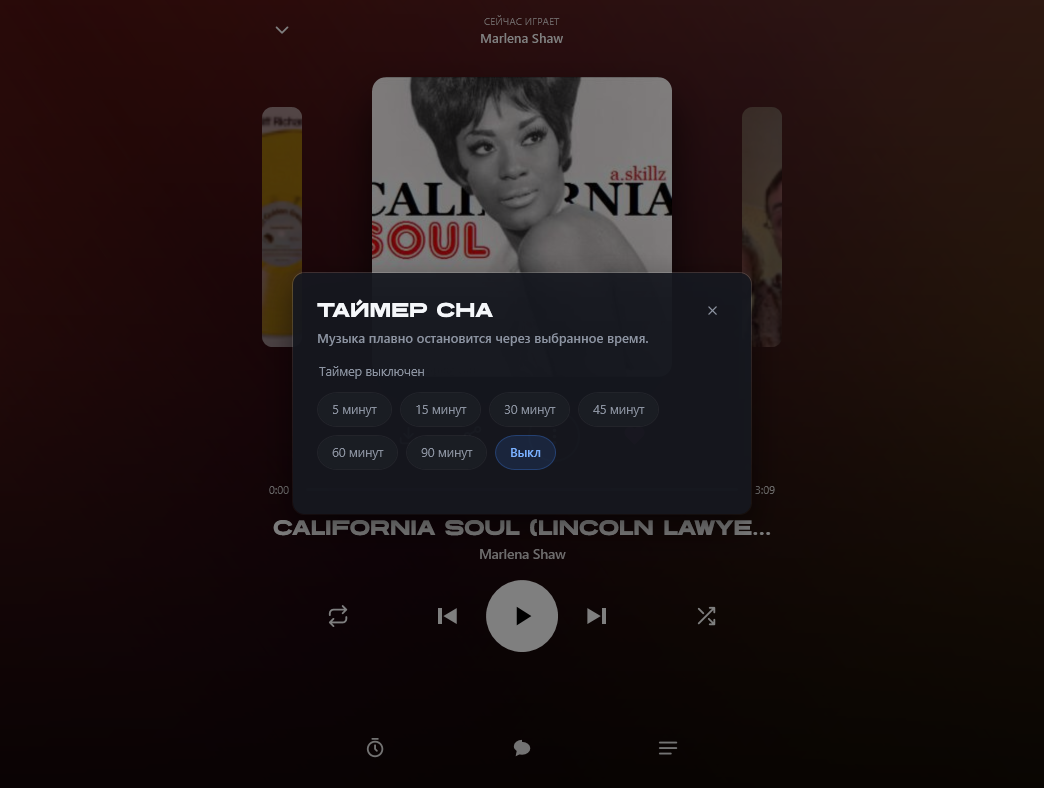 СЕЙЧАС ИГРАЕТ
Marlena Shaw
a.skillz
SOUL
ТАЙМЕР СНА
Музыка плавно остановится через выбранное время.
Таймер выключен
5 минут 15 минут 30 минут 45 минут
60 минут 90 минут Выкл
0:00 3:09
CALIFORNIA SOUL (LINCOLN LAWYE...
Marlena Shaw